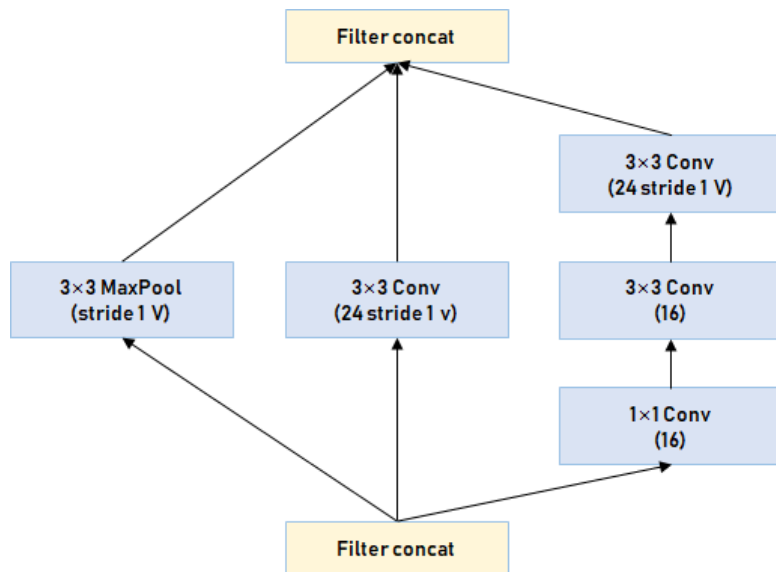 Filter concat
3×3 Conv
(24 stride 1 V)
3×3 MaxPool
(stride 1 V)
3×3 Conv
(24 stride 1 v)
3×3 Conv
(16)
1×1 Conv
(16)
Filter concat